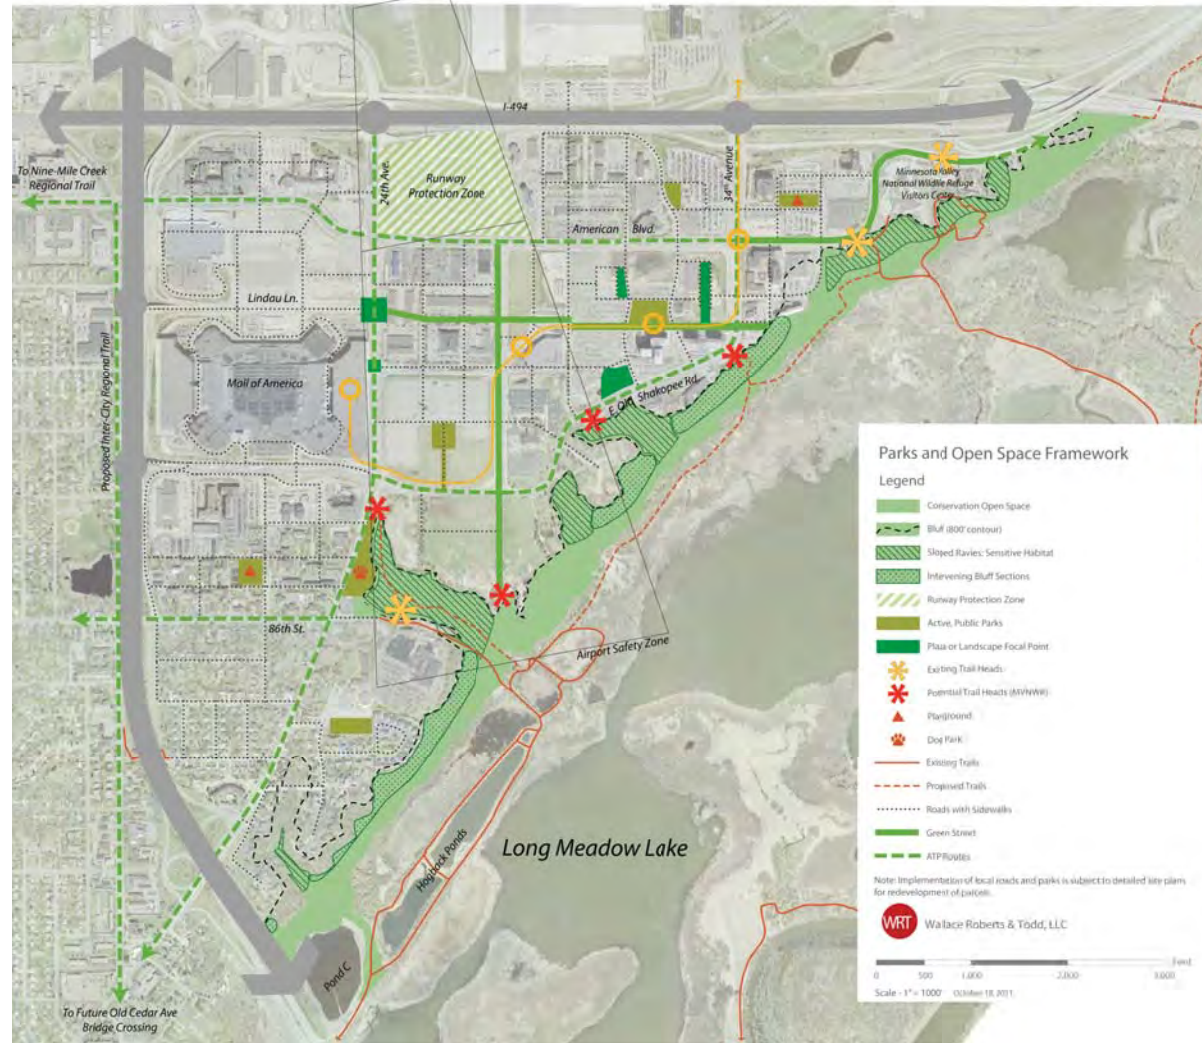 I-494
To Nine-Mile Creek
Regional Trail
24th Ave.
Runway
Protection Zone
34th Avenue
Minnesota Valley
National Wildlife Refuge
Visitors Center
American Blvd.
Lindau Ln.
Mall of America
Proposed Inter-City Regional Trail
E. Old Shakopee Rd.
86th St.
Airport Safety Zone
Long Meadow Lake
Hogback Ponds
Pond C
To Future Old Cedar Ave
Bridge Crossing
Parks and Open Space Framework
Legend
Conservation Open Space
Bluff (800' contour)
Sloped Ravies: Sensitive Habitat
Intevening Bluff Sections
Runway Protection Zone
Active, Public Parks
Plaza or Landscape Focal Point
Existing Trail Heads
Potential Trail Heads (MVNWR)
Playground
Dog Park
Existing Trails
Proposed Trails
Roads with Sidewalks
Green Street
ATP Routes
Note: Implementation of local roads and parks is subject to detailed site plans
for redevelopment of parcels.
WRT Wallace Roberts & Todd, LLC
Feet
0 500 1,000 2,000 3,000
Scale - 1" = 1000' October 18, 2011